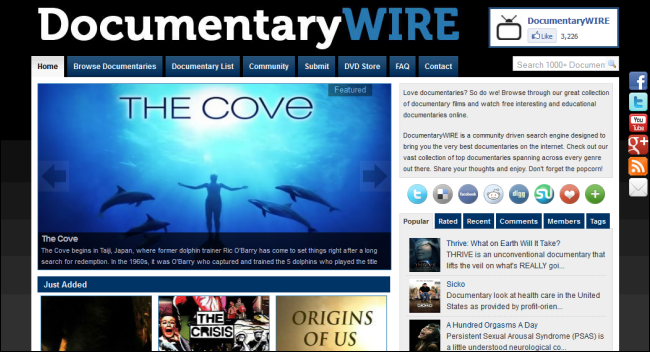 DocumentaryWIRE
DocumentaryWIRE
Like 3,226
Home Browse Documentaries Documentary List Community Submit DVD Store FAQ Contact
Search 1000+ Documen
Featured
THE COVE
The Cove
The Cove begins in Taiji, Japan, where former dolphin trainer Ric O'Barry has come to set things right after a long
search for redemption. In the 1960s, it was O'Barry who captured and trained the 5 dolphins who played the title
Just Added
THE CRISIS
ORIGINS
OF US
Love documentaries? So do we! Browse through our great collection
of documentary films and watch free interesting and educational
documentaries online.
DocumentaryWIRE is a community driven search engine designed to
bring you the very best documentaries on the internet. Check out our
vast collection of top documentaries spanning across every genre
out there. Share your thoughts and enjoy. Don't forget the popcorn!
facebook
digg
Popular Rated Recent Comments Members Tags
Thrive: What on Earth Will It Take?
THRIVE is an unconventional documentary that
lifts the veil on what's REALLY goi...
Sicko
Documentary look at health care in the United
States as provided by profit-orien...
A Hundred Orgasms A Day
Persistent Sexual Arousal Syndrome (PSAS) is
a little understood neurological co...
You
Tube